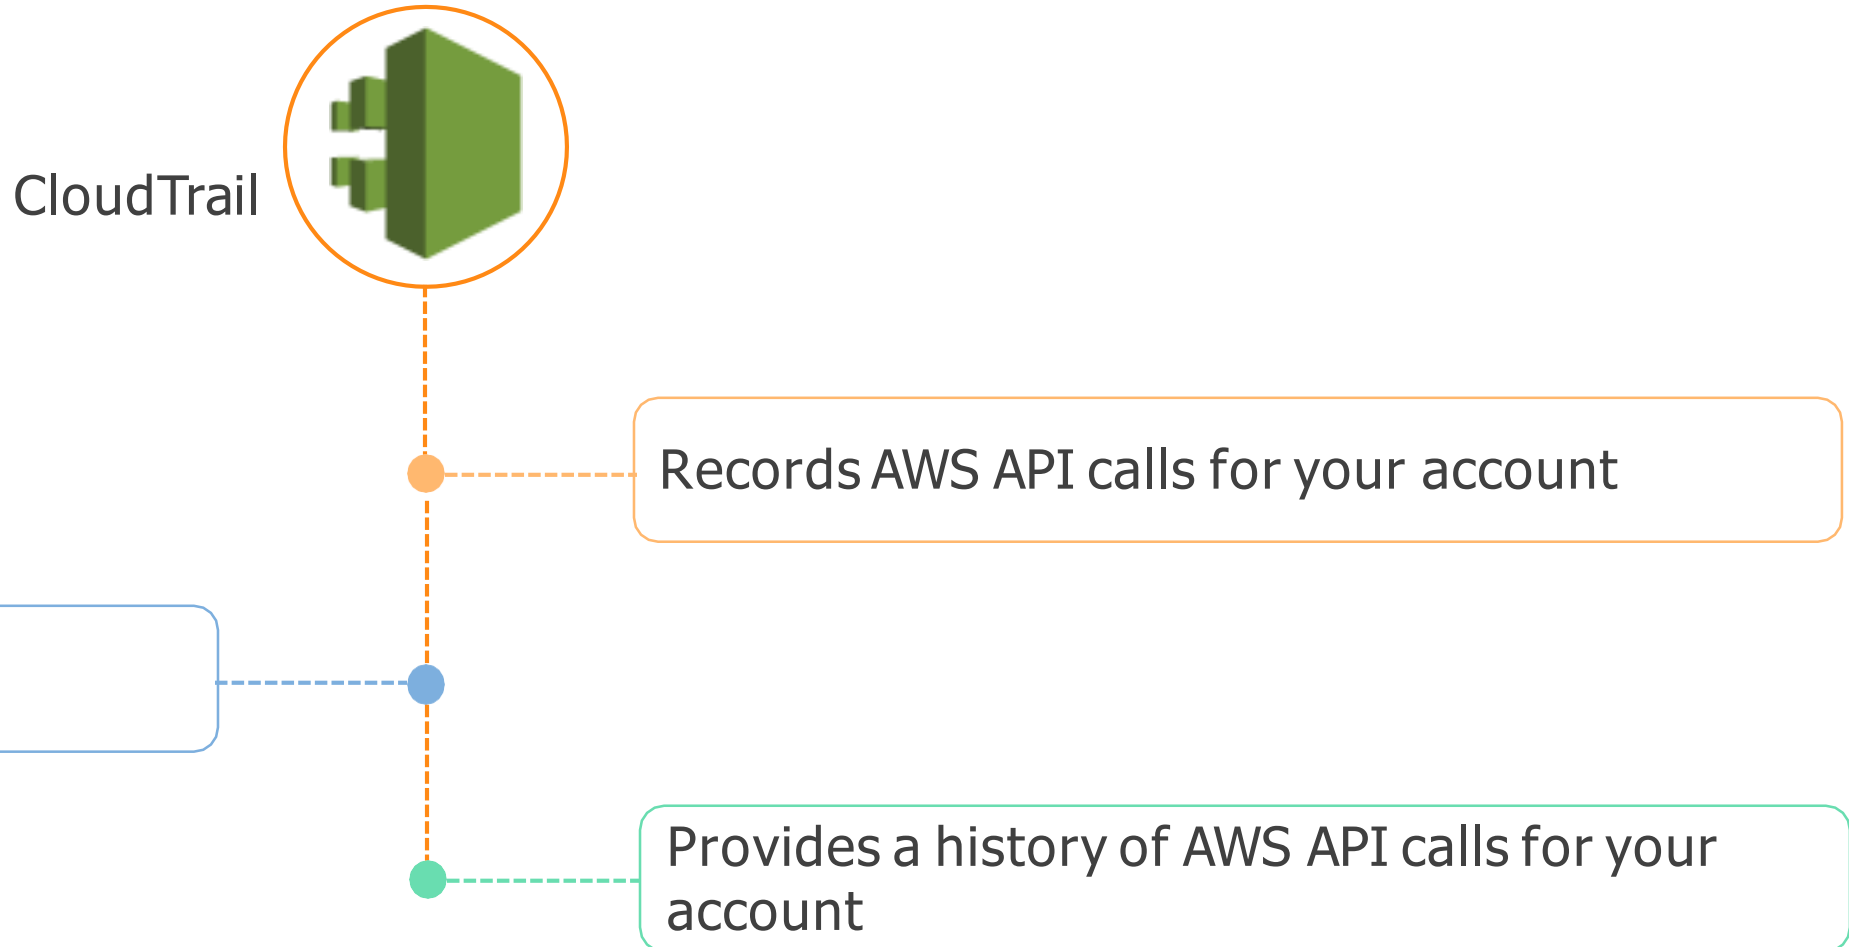 CloudTrail
Records AWS API calls for your account
Provides a history of AWS API calls for your
account